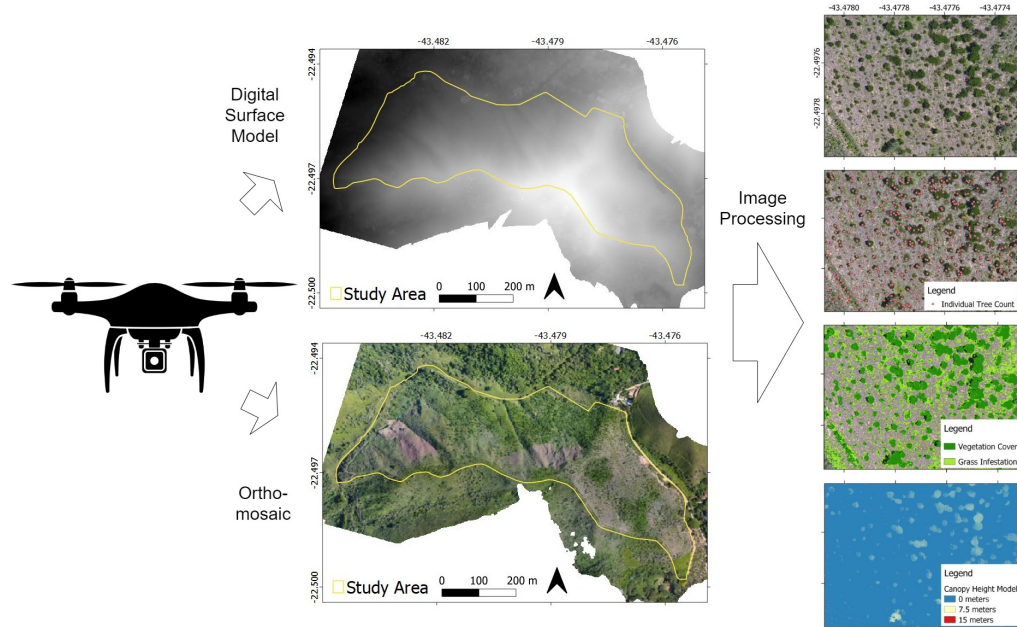 Digital
Surface
Model
-43.482
-43.479
-43.476
-22.494
-22.497
-22.500
Study Area
0
100
200 m
Ortho-
mosaic
-43.482
-43.479
-43.476
-22.494
-22.497
-22.500
Study Area
0
100
200 m
Image
Processing
-43.4780
-43.4778
-43.4776
-43.4774
-22.4976
-22.4978
Legend
Individual Tree Count
Legend
Vegetation Cover
Grass Infestation
Legend
Canopy Height Model
0 meters
7.5 meters
15 meters